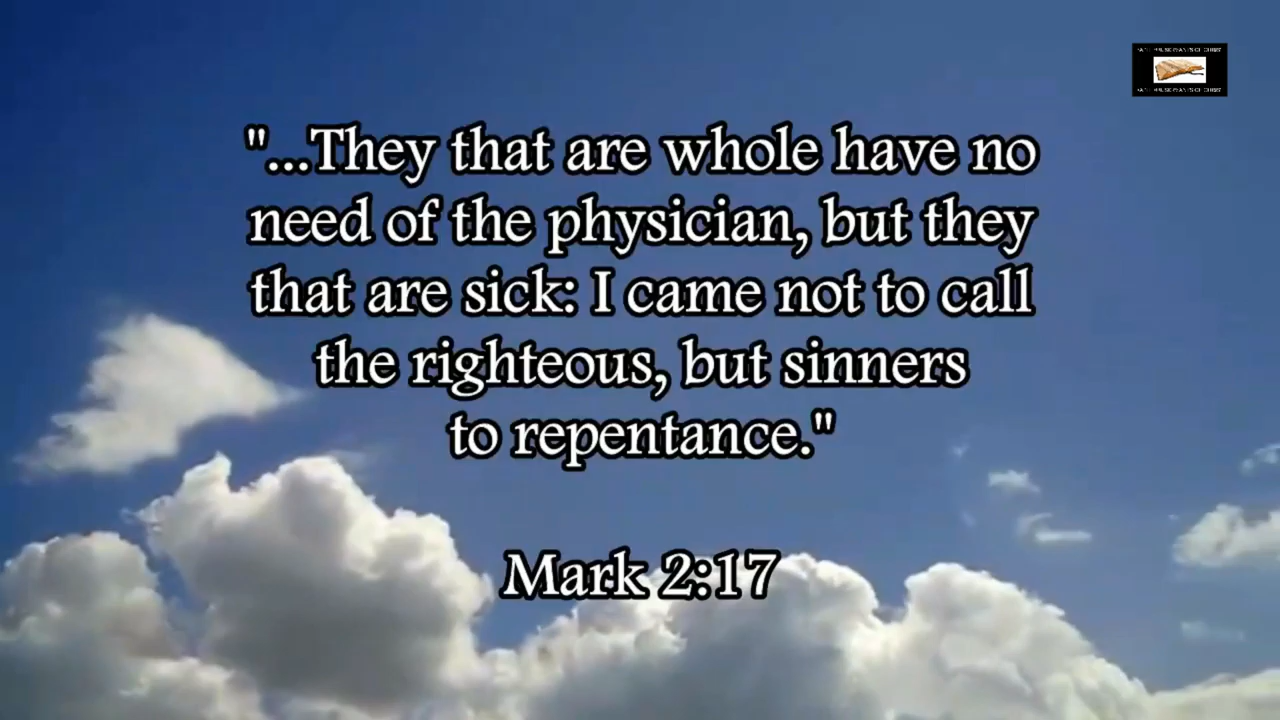 "...They that are whole have no
need of the physician, but they
that are sick: I came not to call
the righteous, but sinners
to repentance."
Mark 2:17